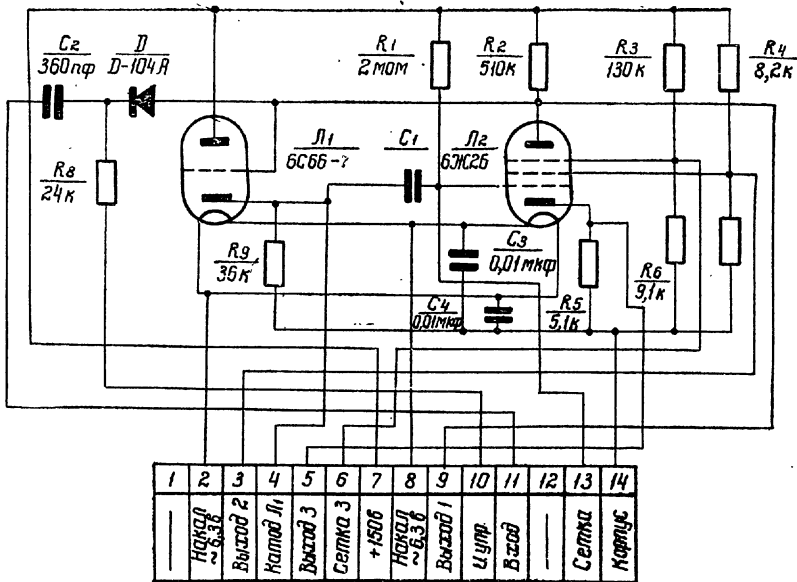 C2
360пф
D
D-104А
R1
2 мом
R2
510к
R3
130к
R4
8,2к
Л1
6С6б-?
C1
Л2
6Ж2б
R8
24к
R9
36к
C3
0,01мкф
C4
0,01мкф
R5
5,1к
R6
9,1к
1 2 3 4 5 6 7 8 9 10 11 12 13 14
—
Накал ~6,3в
Выход 2
Катод Л1
Выход 3
Сетка 3
+150в
Накал ~6,3в
Выход 1
Uупр.
Вход
—
Сетка
Корпус